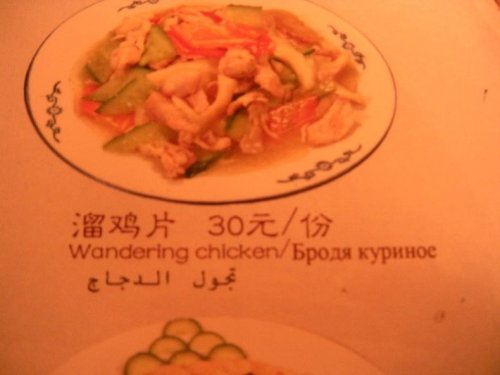 溜鸡片 30元/份
Wandering chicken/Бродя куриное
تجول الدجاج